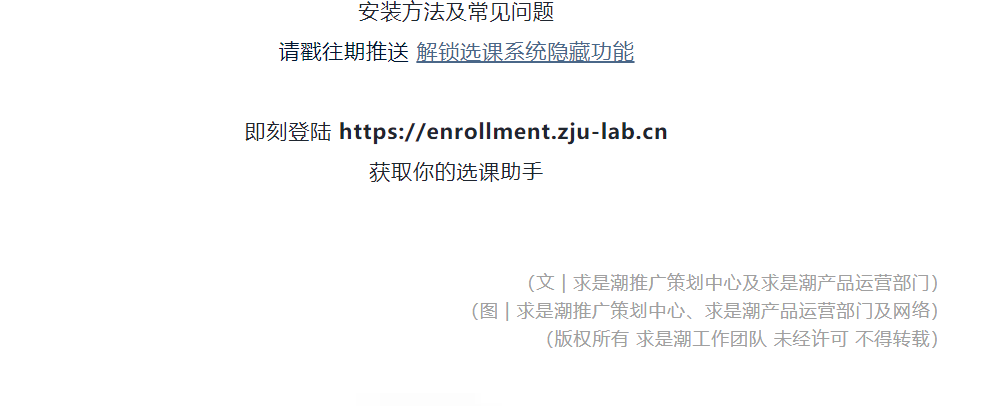 安装方法及常见问题
请戳往期推送 解锁选课系统隐藏功能
即刻登陆 https://enrollment.zju-lab.cn
获取你的选课助手
（文 | 求是潮推广策划中心及求是潮产品运营部门）
（图 | 求是潮推广策划中心、求是潮产品运营部门及网络）
（版权所有 求是潮工作团队 未经许可 不得转载）